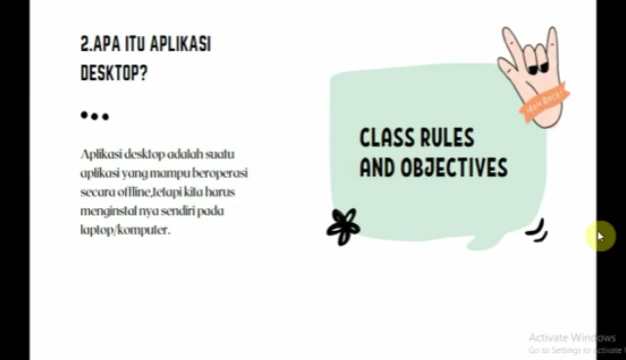 2.APA ITU APLIKASI
DESKTOP?
Aplikasi desktop adalah suatu
aplikasi yang mampu beroperasi
secara offline,tetapi kita harus
menginstal nya sendiri pada
laptop/komputer.
CLASS RULES
AND OBJECTIVES
Activate Windows
Go to Settings to activate